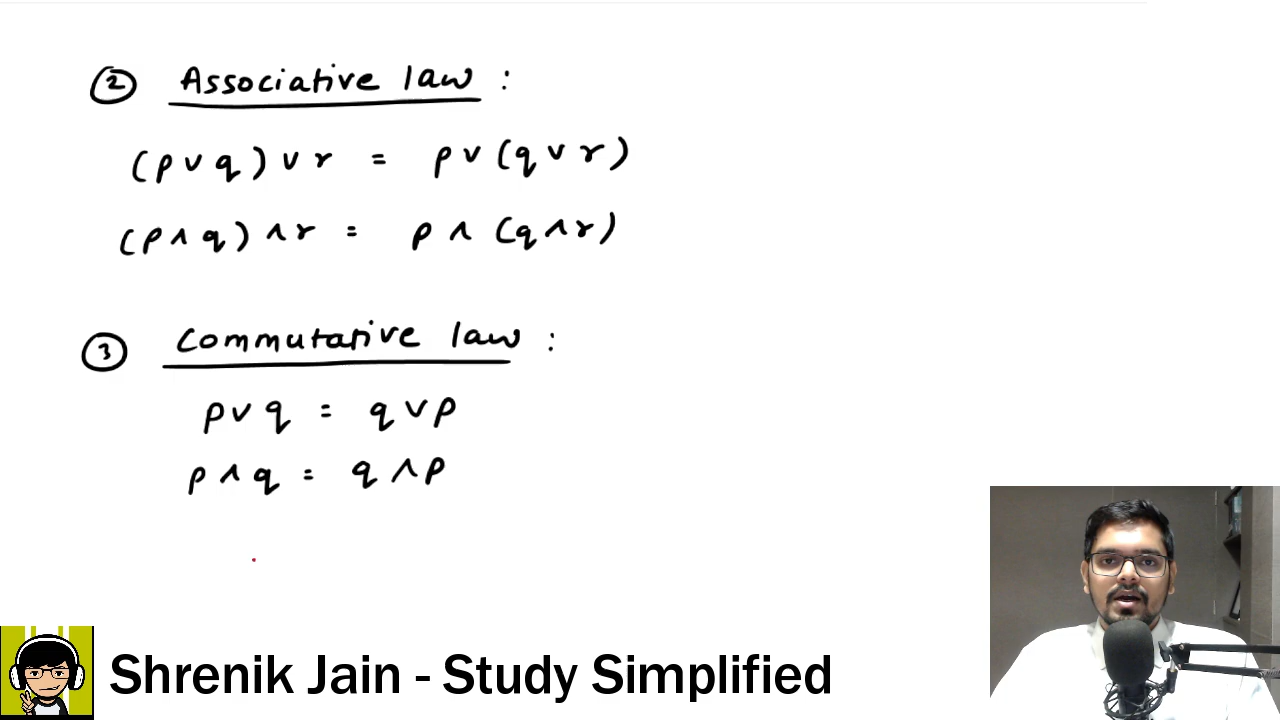 ② Associative law :
(p ∨ q) ∨ r = p ∨ (q ∨ r)
(p ∧ q) ∧ r = p ∧ (q ∧ r)
③ Commutative law :
p ∨ q = q ∨ p
p ∧ q = q ∧ p
Shrenik Jain - Study Simplified